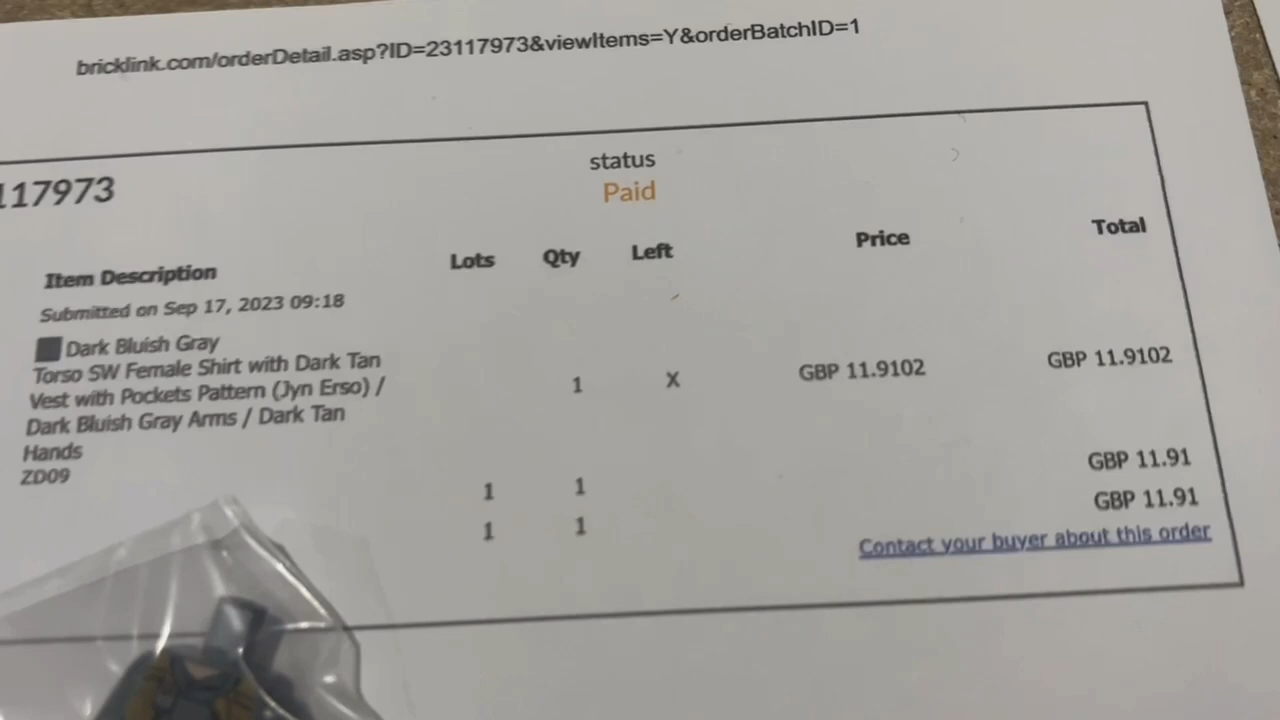 bricklink.com/orderDetail.asp?ID=23117973&viewItems=Y&orderBatchID=1
117973
status
Paid
Item Description
Lots
Qty
Left
Price
Total
Submitted on Sep 17, 2023 09:18
Dark Bluish Gray
Torso SW Female Shirt with Dark Tan
Vest with Pockets Pattern (Jyn Erso) /
Dark Bluish Gray Arms / Dark Tan
Hands
ZD09
1
X
GBP 11.9102
GBP 11.9102
1
1
GBP 11.91
1
1
GBP 11.91
Contact your buyer about this order